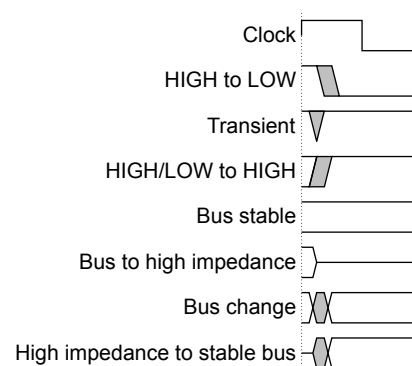 Clock
HIGH to LOW
Transient
HIGH/LOW to HIGH
Bus stable
Bus to high impedance
Bus change
High impedance to stable bus